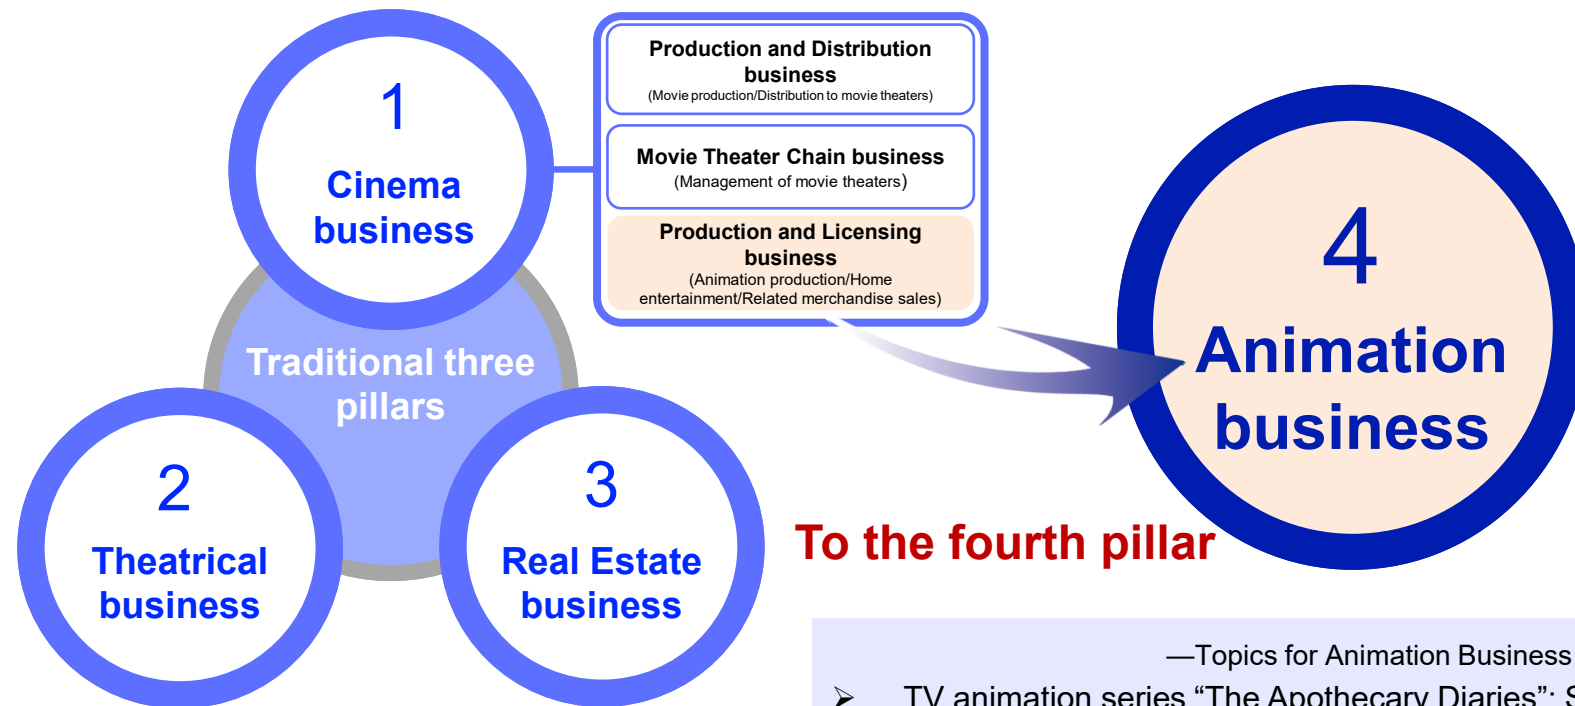 1
Cinema
business
Production and Distribution
business
(Movie production/Distribution to movie theaters)
Movie Theater Chain business
(Management of movie theaters)
Production and Licensing
business
(Animation production/Home
entertainment/Related merchandise sales)
Traditional three
pillars
2
Theatrical
business
3
Real Estate
business
4
Animation
business
To the fourth pillar
—Topics for Animation Business
➢ TV animation series “The Apothecary Diaries”: S